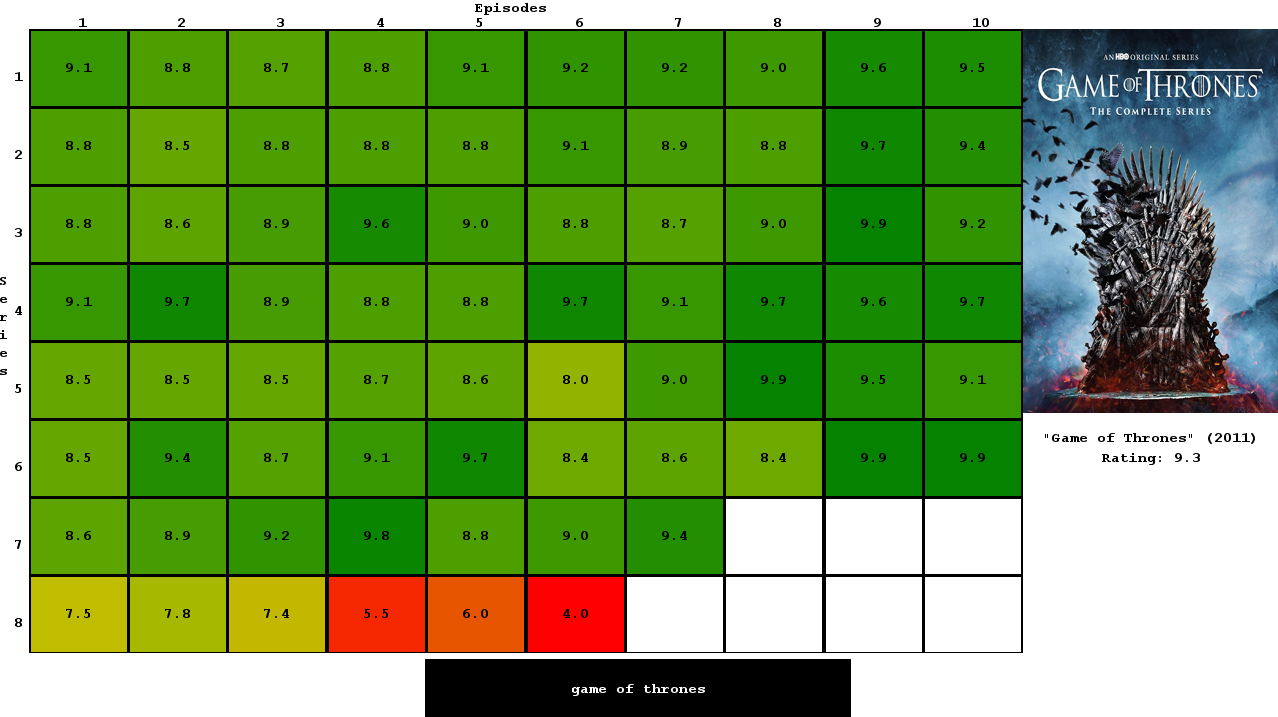 Episodes
1 2 3 4 5 6 7 8 9 10
1 9.1 8.8 8.7 8.8 9.1 9.2 9.2 9.0 9.6 9.5
2 8.8 8.5 8.8 8.8 8.8 9.1 8.9 8.8 9.7 9.4
3 8.8 8.6 8.9 9.6 9.0 8.8 8.7 9.0 9.9 9.2
4 9.1 9.7 8.9 8.8 8.8 9.7 9.1 9.7 9.6 9.7
5 8.5 8.5 8.5 8.7 8.6 8.0 9.0 9.9 9.5 9.1
6 8.5 9.4 8.7 9.1 9.7 8.4 8.6 8.4 9.9 9.9
7 8.6 8.9 9.2 9.8 8.8 9.0 9.4
8 7.5 7.8 7.4 5.5 6.0 4.0
Series
AN HBO ORIGINAL SERIES
GAME OF THRONES
THE COMPLETE SERIES
"Game of Thrones" (2011)
Rating: 9.3
game of thrones